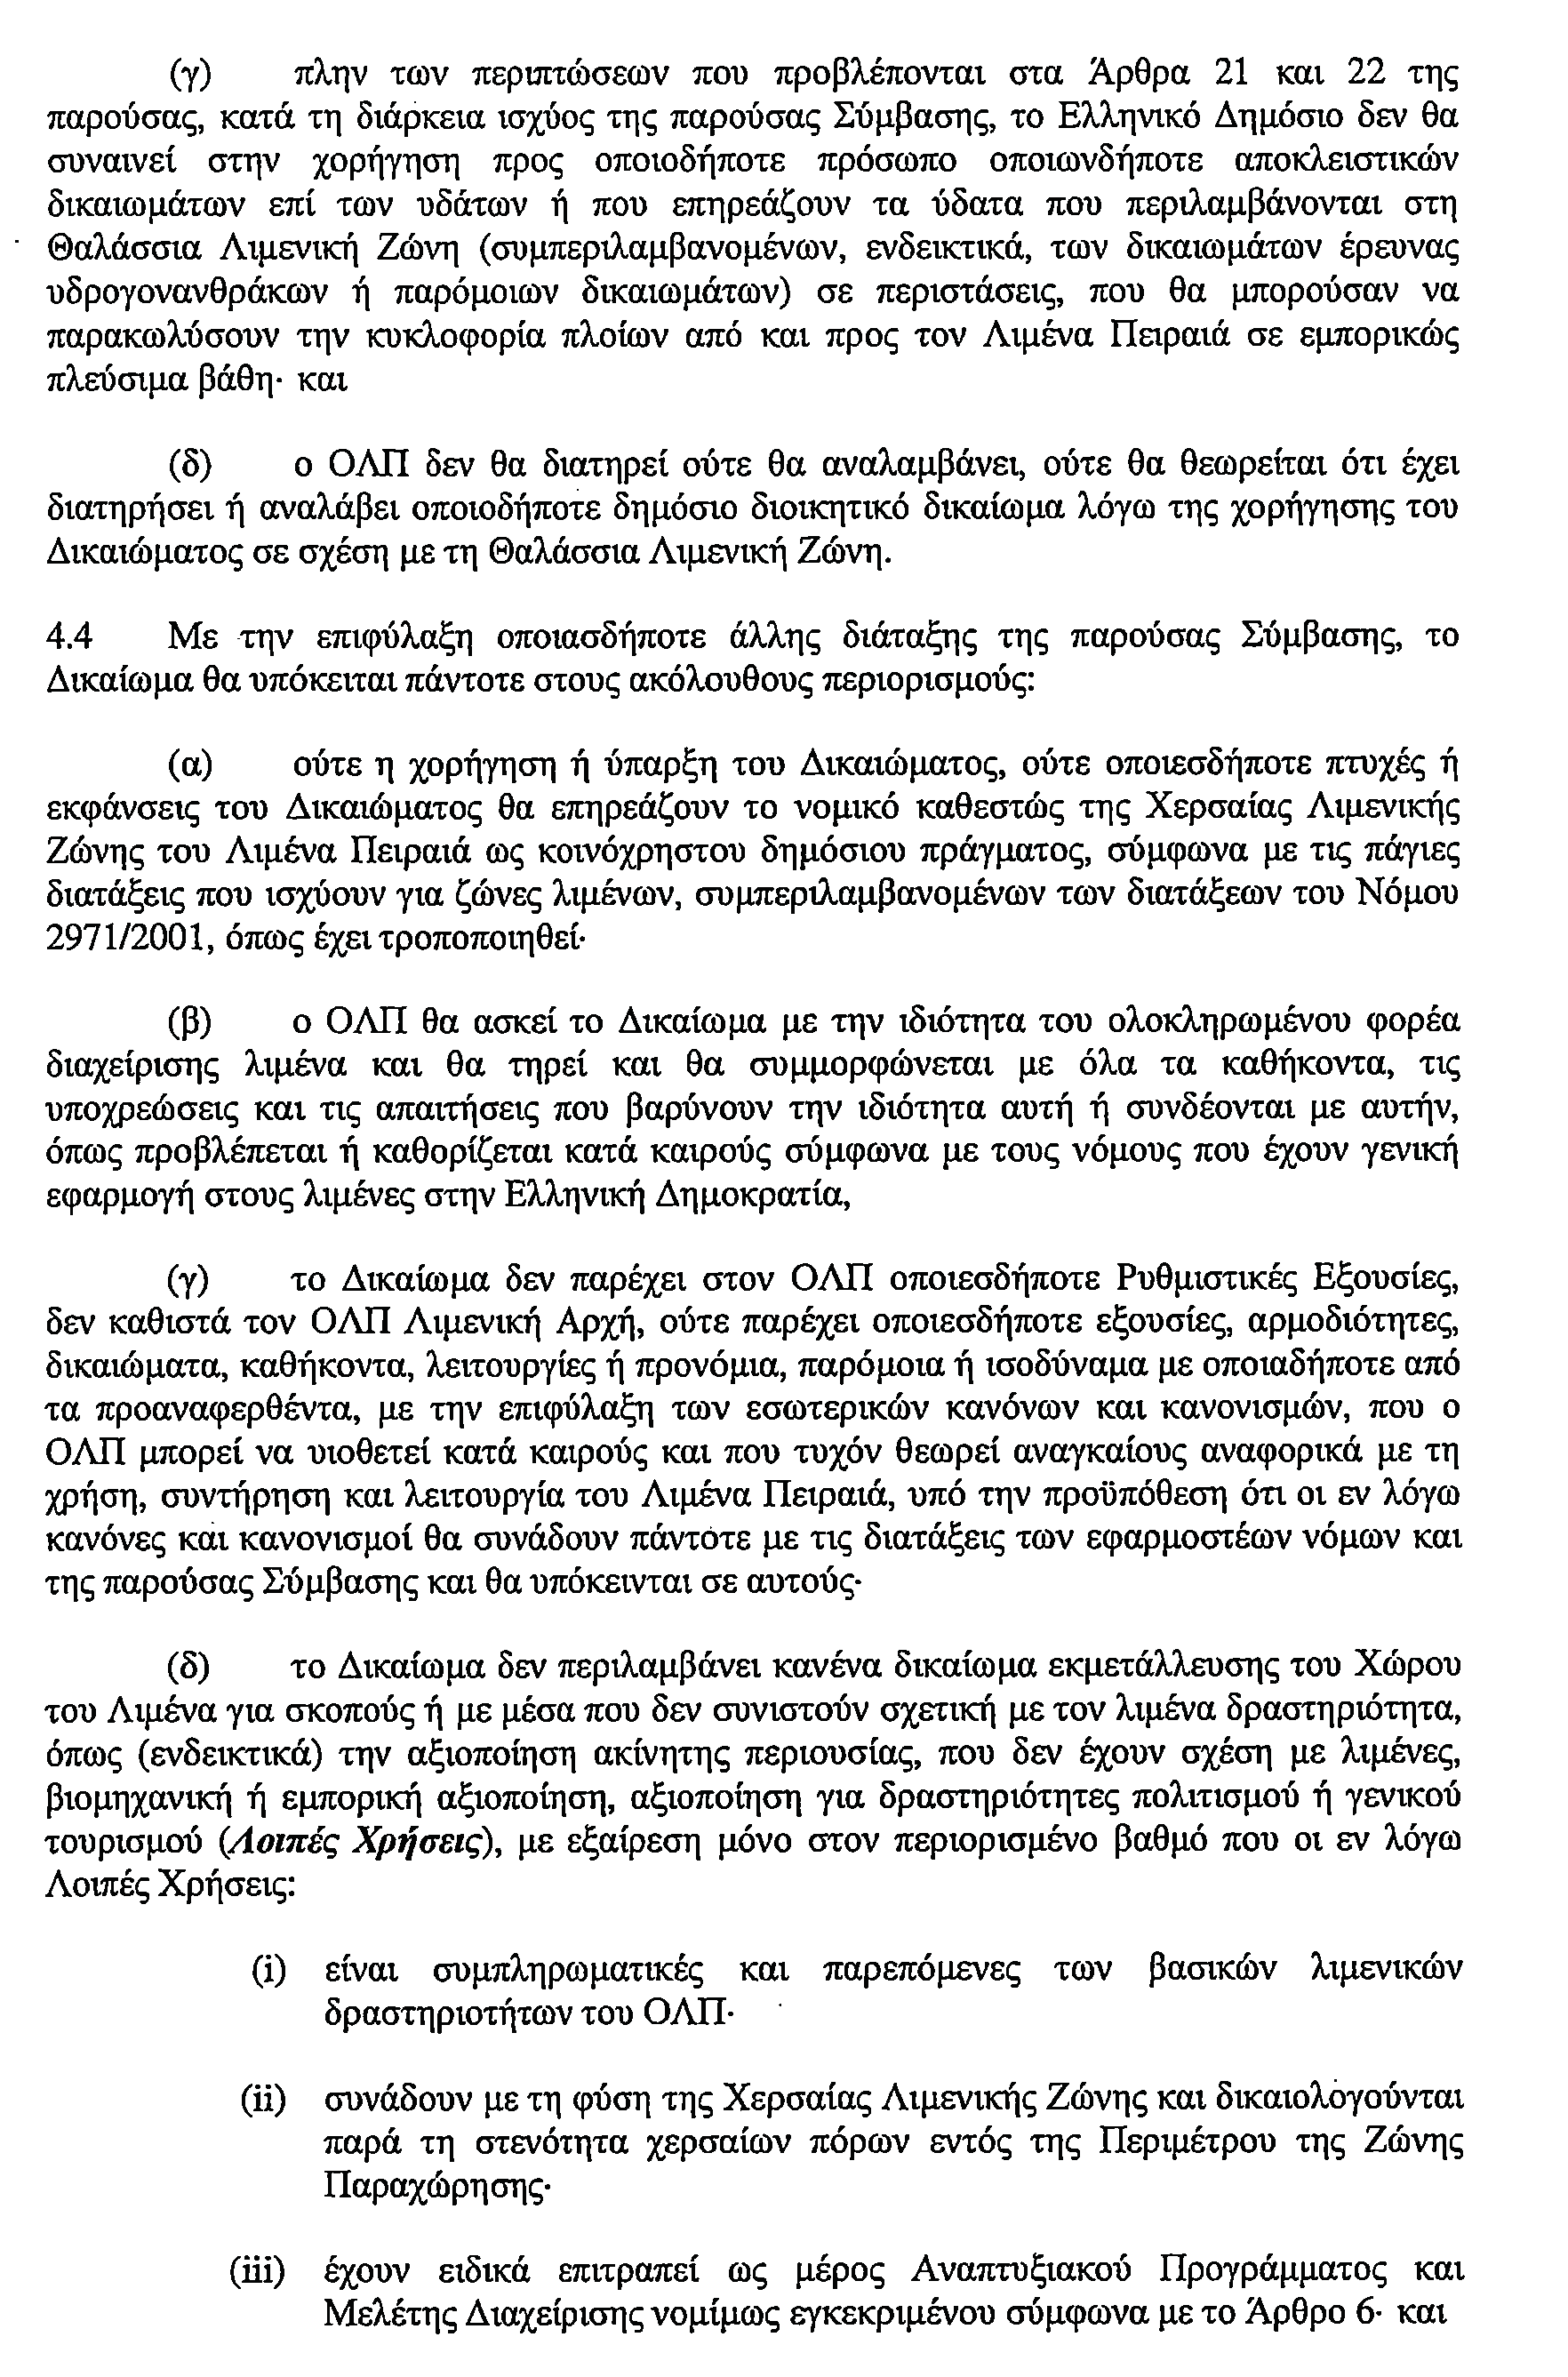 (γ) πλην των περιπτώσεων που προβλέπονται στα Άρθρα 21 και 22 της
παρούσας, κατά τη διάρκεια ισχύος της παρούσας Σύμβασης, το Ελληνικό Δημόσιο δεν θα
συναινεί στην χορήγηση προς οποιοδήποτε πρόσωπο οποιωνδήποτε αποκλειστικών
δικαιωμάτων επί των υδάτων ή που επηρεάζουν τα ύδατα που περιλαμβάνονται στη
Θαλάσσια Λιμενική Ζώνη (συμπεριλαμβανομένων, ενδεικτικά, των δικαιωμάτων έρευνας
υδρογονανθράκων ή παρόμοιων δικαιωμάτων) σε περιστάσεις, που θα μπορούσαν να
παρακωλύσουν την κυκλοφορία πλοίων από και προς τον Λιμένα Πειραιά σε εμπορικώς
πλεύσιμα βάθη· και
(δ) ο ΟΛΠ δεν θα διατηρεί ούτε θα αναλαμβάνει, ούτε θα θεωρείται ότι έχει
διατηρήσει ή αναλάβει οποιοδήποτε δημόσιο διοικητικό δικαίωμα λόγω της χορήγησης του
Δικαιώματος σε σχέση με τη Θαλάσσια Λιμενική Ζώνη.
4.4 Με την επιφύλαξη οποιασδήποτε άλλης διάταξης της παρούσας Σύμβασης, το
Δικαίωμα θα υπόκειται πάντοτε στους ακόλουθους περιορισμούς:
(α) ούτε η χορήγηση ή ύπαρξη του Δικαιώματος, ούτε οποιεσδήποτε πτυχές ή
εκφάνσεις του Δικαιώματος θα επηρεάζουν το νομικό καθεστώς της Χερσαίας Λιμενικής
Ζώνης του Λιμένα Πειραιά ως κοινόχρηστου δημόσιου πράγματος, σύμφωνα με τις πάγιες
διατάξεις που ισχύουν για ζώνες λιμένων, συμπεριλαμβανομένων των διατάξεων του Νόμου
2971/2001, όπως έχει τροποποιηθεί·
(β) ο ΟΛΠ θα ασκεί το Δικαίωμα με την ιδιότητα του ολοκληρωμένου φορέα
διαχείρισης λιμένα και θα τηρεί και θα συμμορφώνεται με όλα τα καθήκοντα, τις
υποχρεώσεις και τις απαιτήσεις που βαρύνουν την ιδιότητα αυτή ή συνδέονται με αυτήν,
όπως προβλέπεται ή καθορίζεται κατά καιρούς σύμφωνα με τους νόμους που έχουν γενική
εφαρμογή στους λιμένες στην Ελληνική Δημοκρατία,
(γ) το Δικαίωμα δεν παρέχει στον ΟΛΠ οποιεσδήποτε Ρυθμιστικές Εξουσίες,
δεν καθιστά τον ΟΛΠ Λιμενική Αρχή, ούτε παρέχει οποιεσδήποτε εξουσίες, αρμοδιότητες,
δικαιώματα, καθήκοντα, λειτουργίες ή προνόμια, παρόμοια ή ισοδύναμα με οποιαδήποτε από
τα προαναφερθέντα, με την επιφύλαξη των εσωτερικών κανόνων και κανονισμών, που ο
ΟΛΠ μπορεί να υιοθετεί κατά καιρούς και που τυχόν θεωρεί αναγκαίους αναφορικά με τη
χρήση, συντήρηση και λειτουργία του Λιμένα Πειραιά, υπό την προϋπόθεση ότι οι εν λόγω
κανόνες και κανονισμοί θα συνάδουν πάντοτε με τις διατάξεις των εφαρμοστέων νόμων και
της παρούσας Σύμβασης και θα υπόκεινται σε αυτούς·
(δ) το Δικαίωμα δεν περιλαμβάνει κανένα δικαίωμα εκμετάλλευσης του Χώρου
του Λιμένα για σκοπούς ή με μέσα που δεν συνιστούν σχετική με τον λιμένα δραστηριότητα,
όπως (ενδεικτικά) την αξιοποίηση ακίνητης περιουσίας, που δεν έχουν σχέση με λιμένες,
βιομηχανική ή εμπορική αξιοποίηση, αξιοποίηση για δραστηριότητες πολιτισμού ή γενικού
τουρισμού (Λοιπές Χρήσεις), με εξαίρεση μόνο στον περιορισμένο βαθμό που οι εν λόγω
Λοιπές Χρήσεις:
(i) είναι συμπληρωματικές και παρεπόμενες των βασικών λιμενικών
δραστηριοτήτων του ΟΛΠ·
(ii) συνάδουν με τη φύση της Χερσαίας Λιμενικής Ζώνης και δικαιολογούνται
παρά τη στενότητα χερσαίων πόρων εντός της Περιμέτρου της Ζώνης
Παραχώρησης·
(iii) έχουν ειδικά επιτραπεί ως μέρος Αναπτυξιακού Προγράμματος και
Μελέτης Διαχείρισης νομίμως εγκεκριμένου σύμφωνα με το Άρθρο 6· και